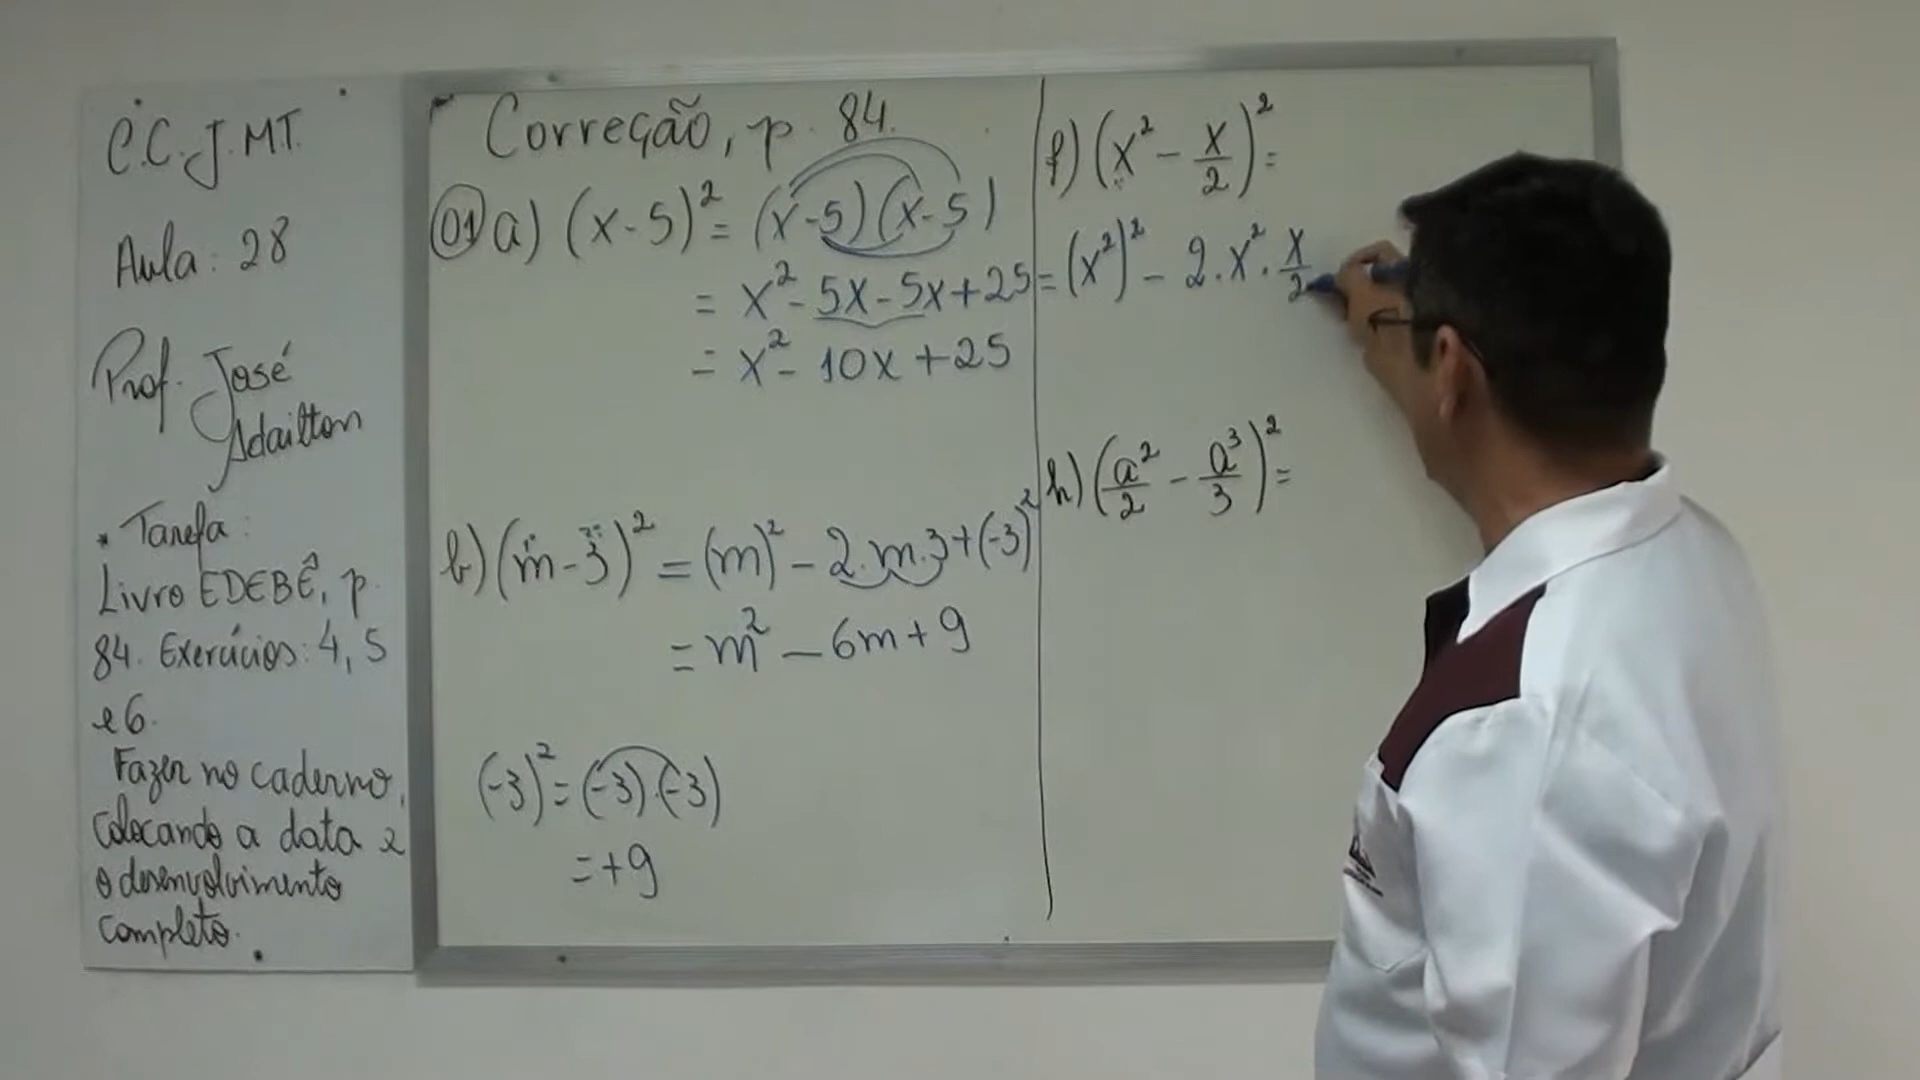 C.C.J.M.T.
Aula: 28
Prof. José
Adailton
• Tarefa:
Livro EDEBÊ, p.
84. Exercícios: 4, 5
e 6.
Fazer no caderno,
colocando a data e
o desenvolvimento
completo.
Correção, p. 84.
01 a) (x-5)² = (x-5)(x-5)
= x² - 5x - 5x + 25
= x² - 10x + 25
b) (m-3)² = (m)² - 2.m.3 + (-3)²
= m² - 6m + 9
(-3)² = (-3).(-3)
= +9
f) (x² - x/2)² =
= (x²)² - 2.x².x/2
h) (a²/2 - a³/3)² =